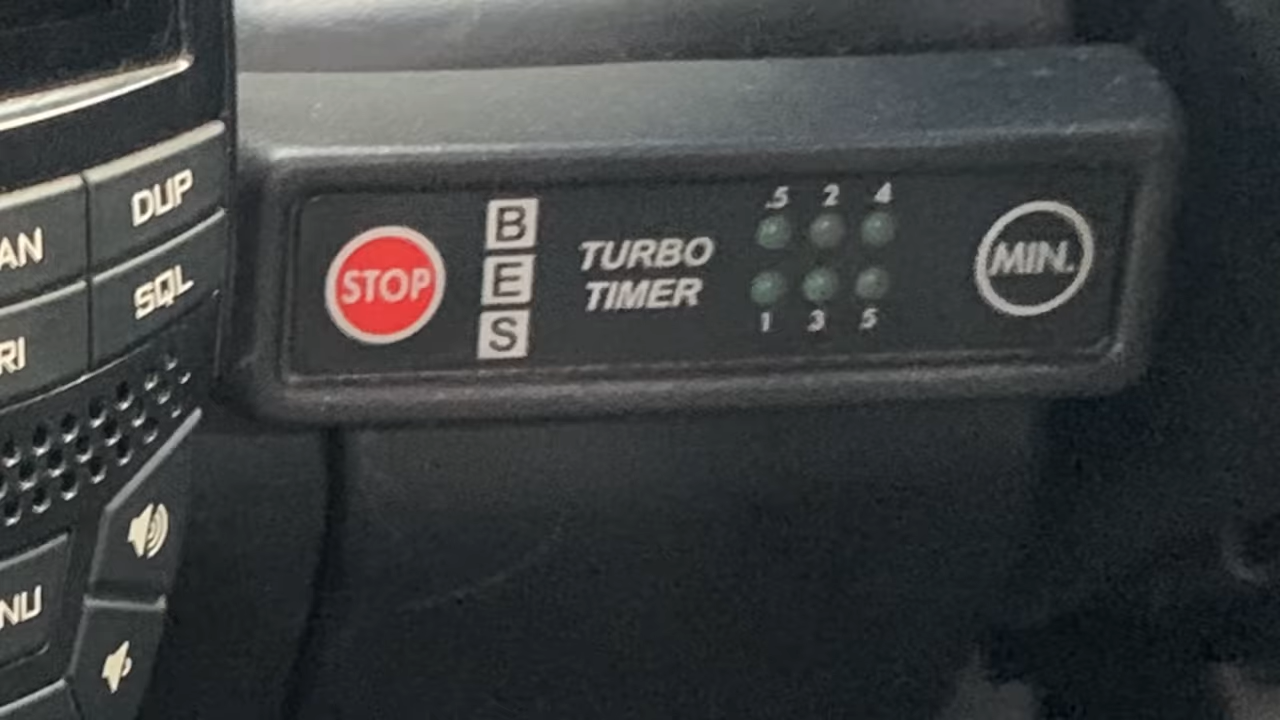 DUP
AN
SQL
RI
NU
STOP
B
E
S
TURBO
TIMER
.5 2 4
1 3 5
MIN.